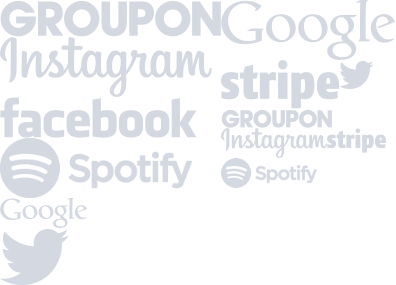 GROUPON
Google
Instagram
stripe
facebook
GROUPON
Instagram
stripe
Spotify
Spotify
Google